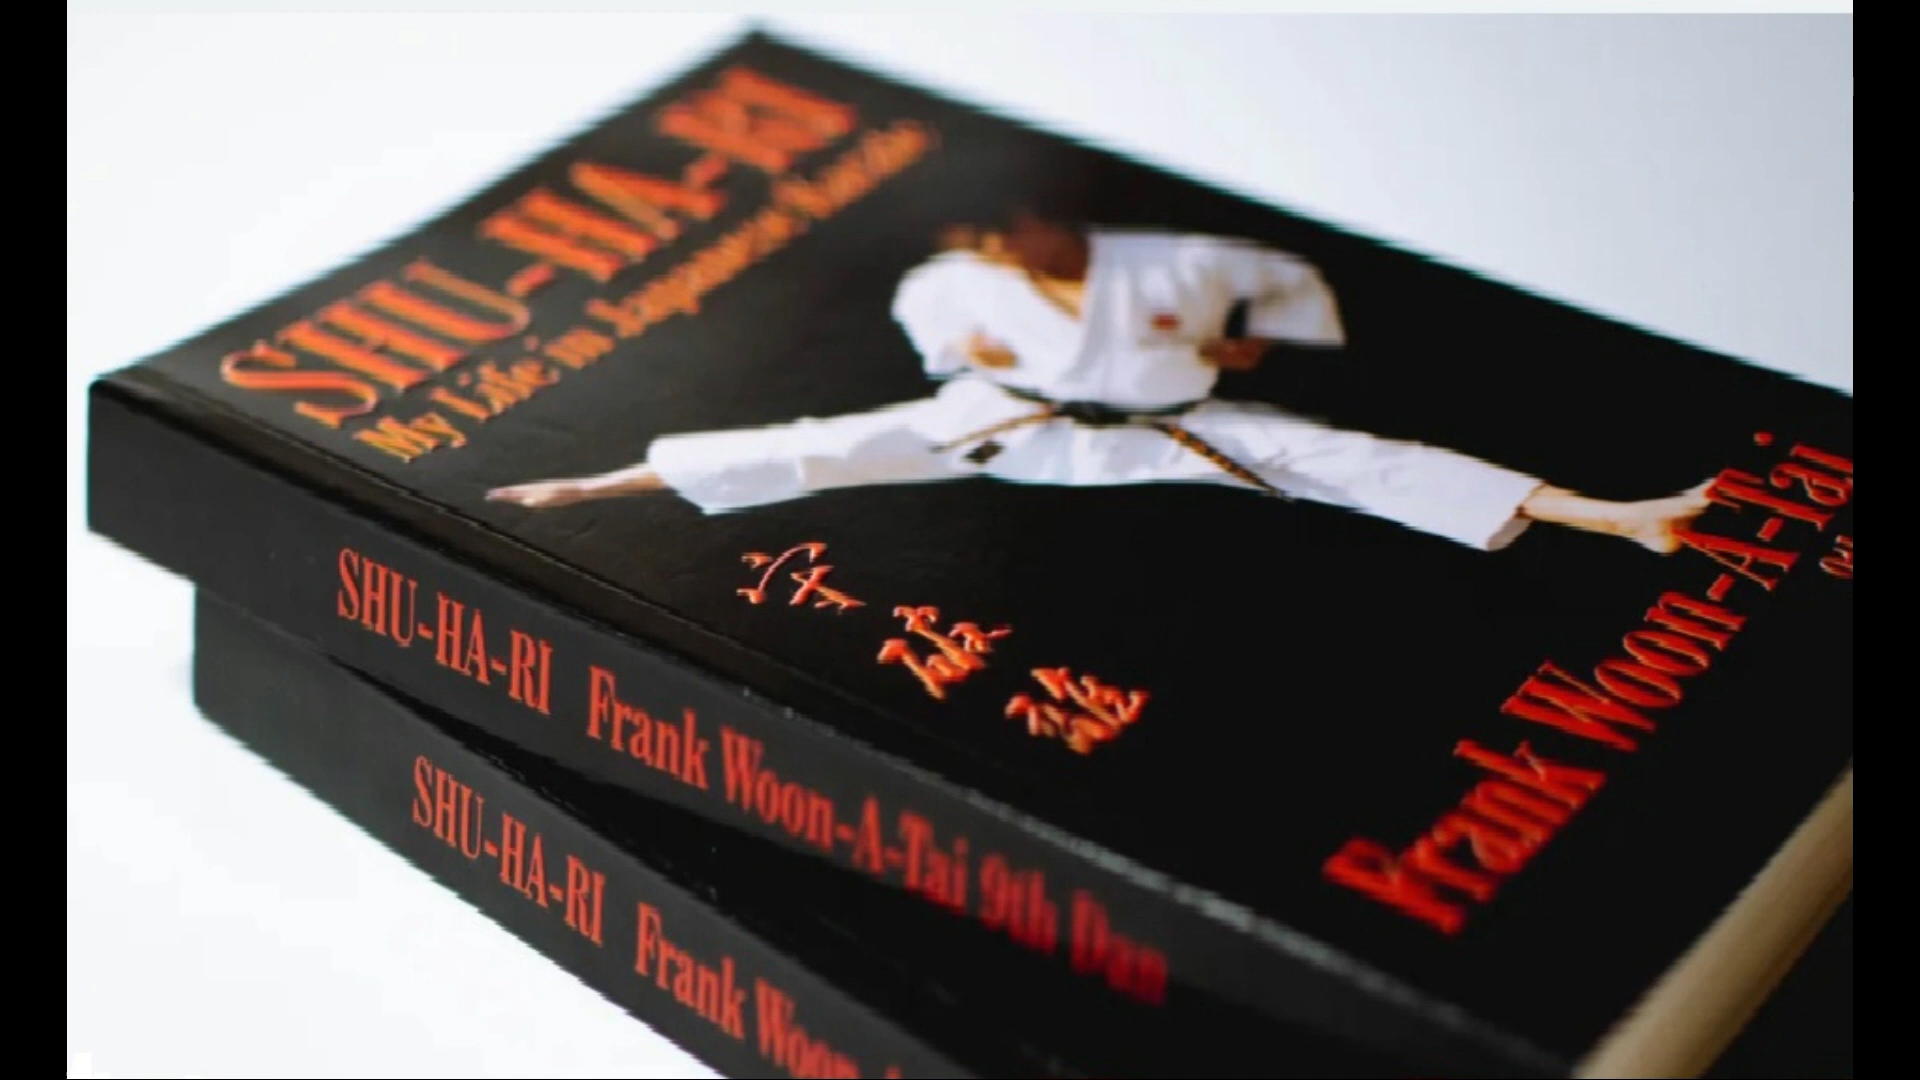 SHU-HA-RI
My Life in Japanese Karate
守破離
Frank Woon-A-Tai
SHU-HA-RI Frank Woon-A-Tai 9th Dan
SHU-HA-RI Frank Woon-